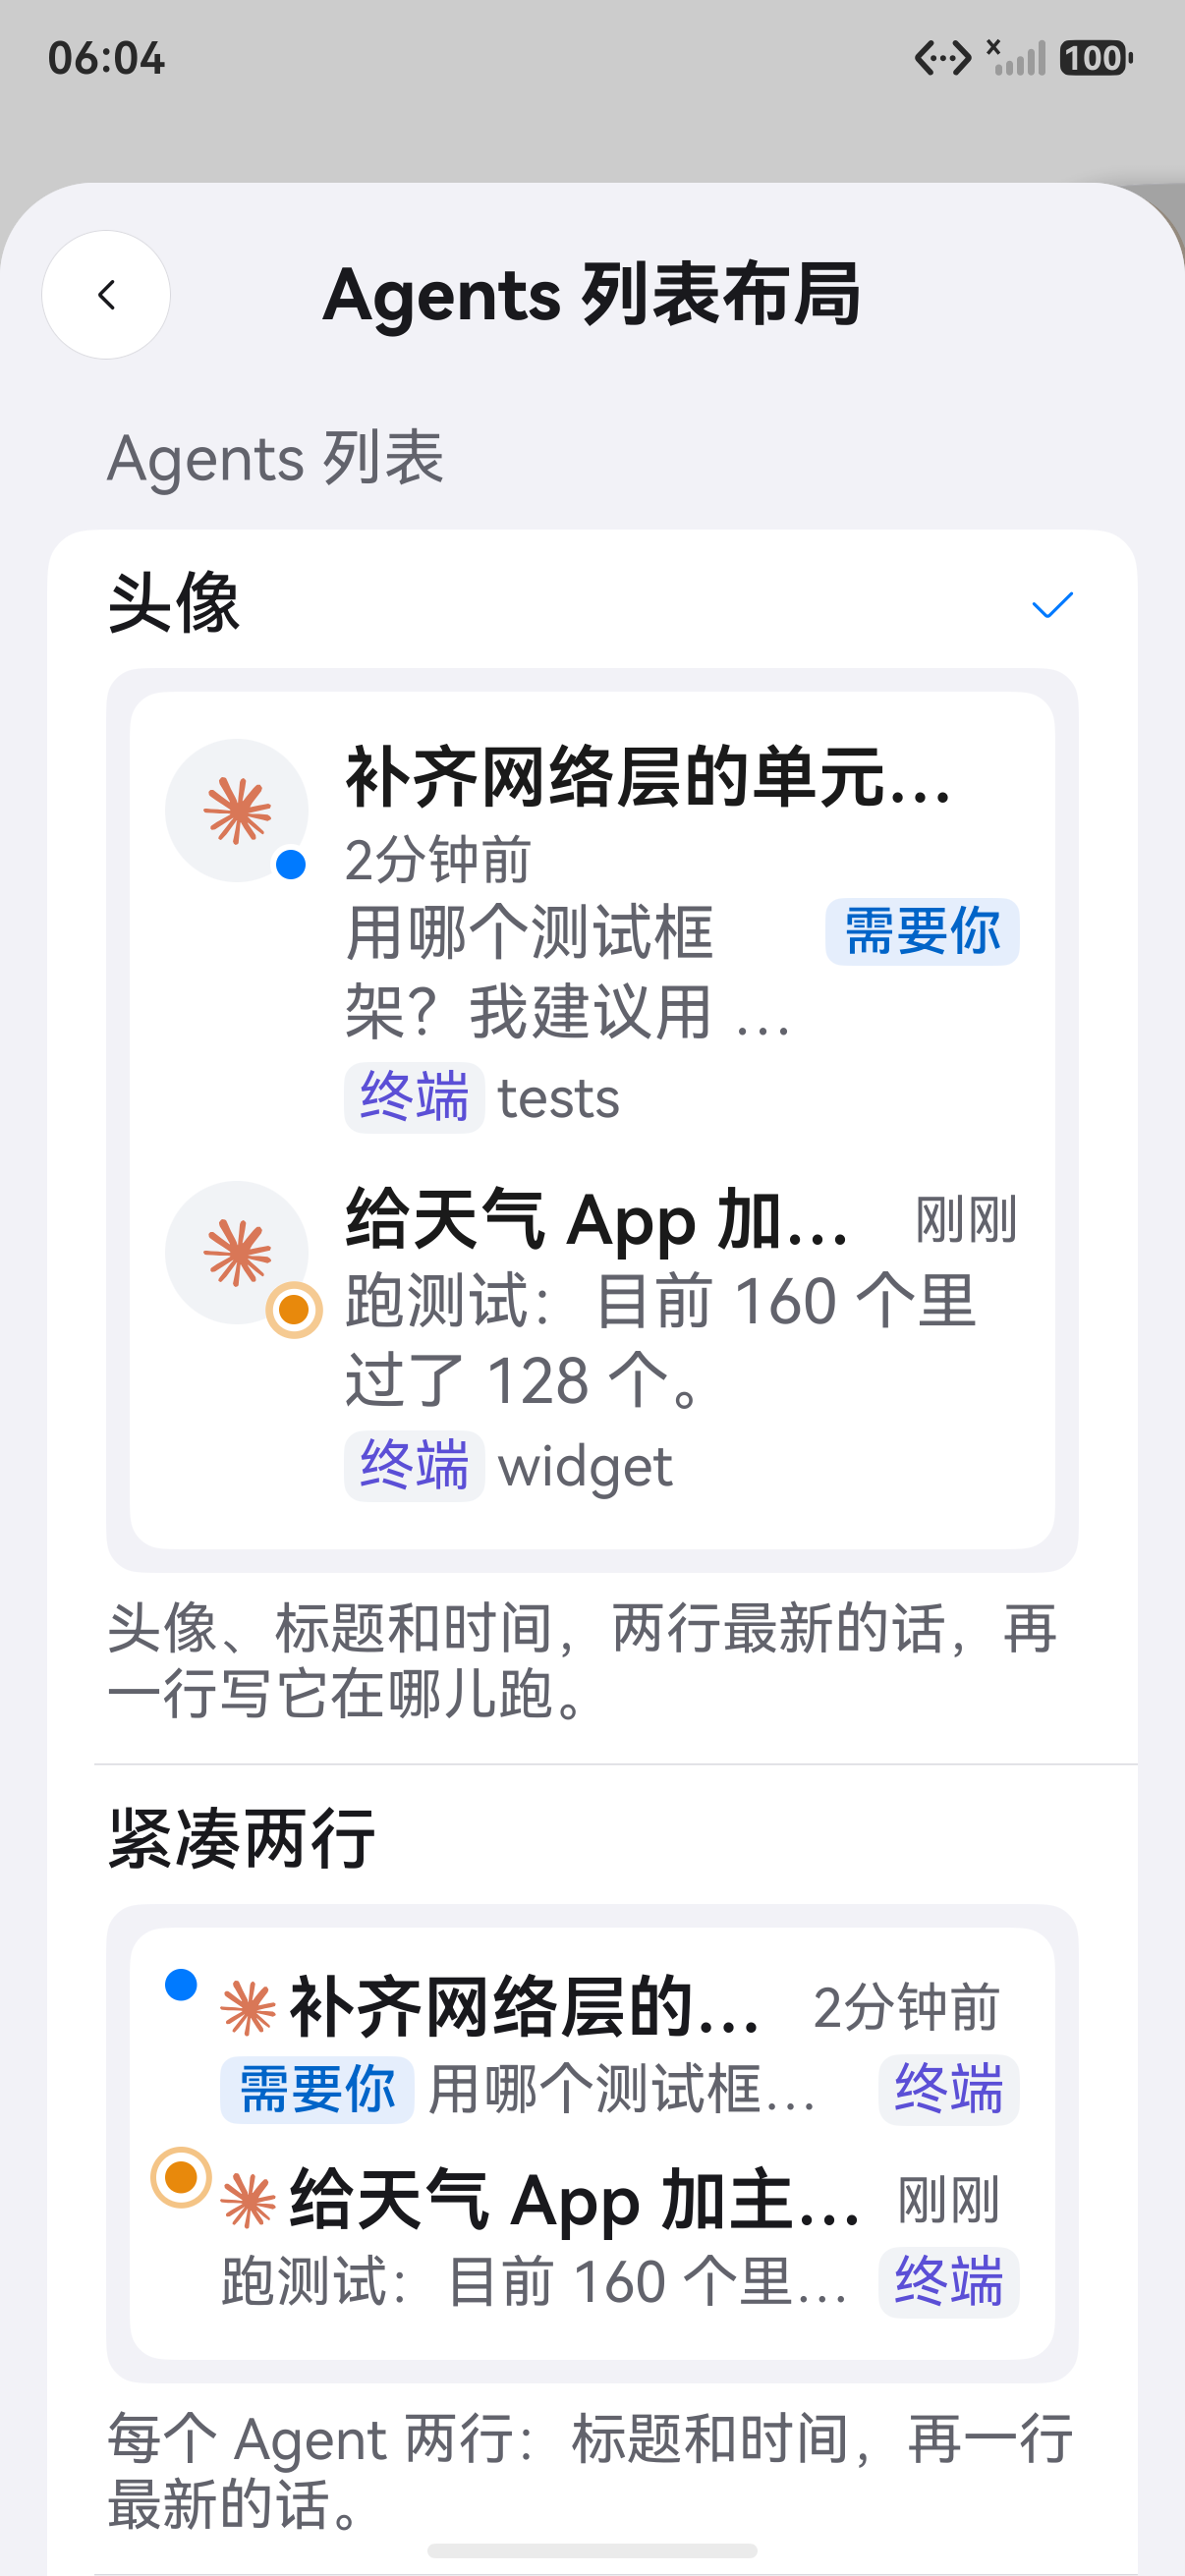 06:04
100
Agents 列表布局
Agents 列表
头像
补齐网络层的单元...
2分钟前
用哪个测试框
需要你
架？我建议用 ...
终端 tests
给天气 App 加... 刚刚
跑测试：目前 160 个里
过了 128 个。
终端 widget
头像、标题和时间，两行最新的话，再
一行写它在哪儿跑。
紧凑两行
补齐网络层的... 2分钟前
需要你 用哪个测试框... 终端
给天气 App 加主... 刚刚
跑测试：目前 160 个里... 终端
每个 Agent 两行：标题和时间，再一行
最新的话。